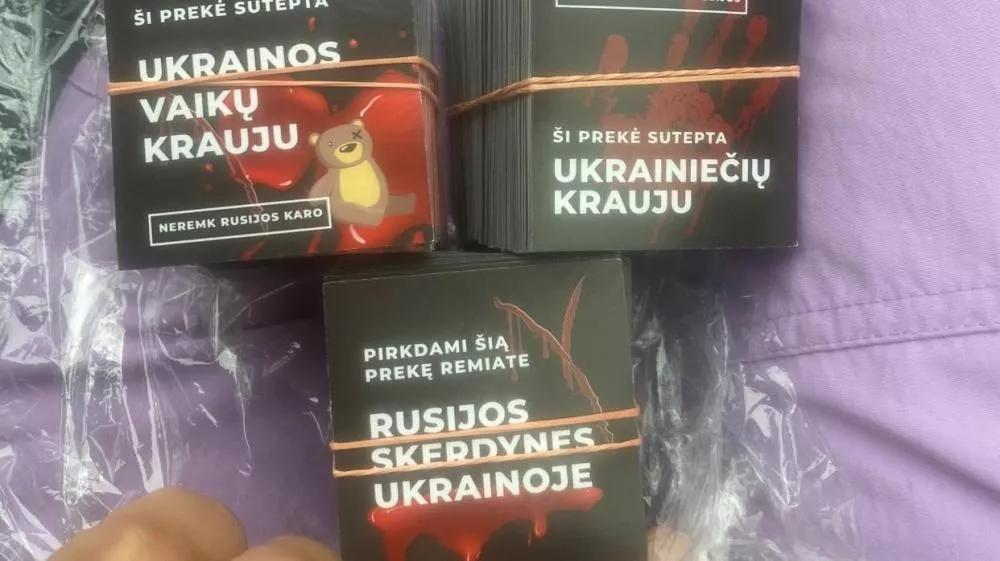 ŠI PREKĖ SUTEPTA
UKRAINOS
VAIKŲ
KRAUJU
NEREMK RUSIJOS KARO
ŠI PREKĖ SUTEPTA
UKRAINIEČIŲ
KRAUJU
PIRKDAMI ŠIĄ
PREKĘ REMIATE
RUSIJOS
SKERDYNES
UKRAINOJE